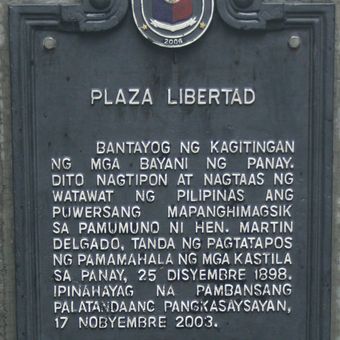 2006
PLAZA LIBERTAD
BANTAYOG NG KAGITINGAN
NG MGA BAYANI NG PANAY.
DITO NAGTIPON AT NAGTAAS NG
WATAWAT NG PILIPINAS ANG
PUWERSANG MAPANGHIMAGSIK
SA PAMUMUNO NI HEN. MARTIN
DELGADO, TANDA NG PAGTATAPOS
NG PAMAMAHALA NG MGA KASTILA
SA PANAY, 25 DISYEMBRE 1898.
IPINAHAYAG NA PAMBANSANG
PALATANDAANG PANGKASAYSAYAN,
17 NOBYEMBRE 2003.